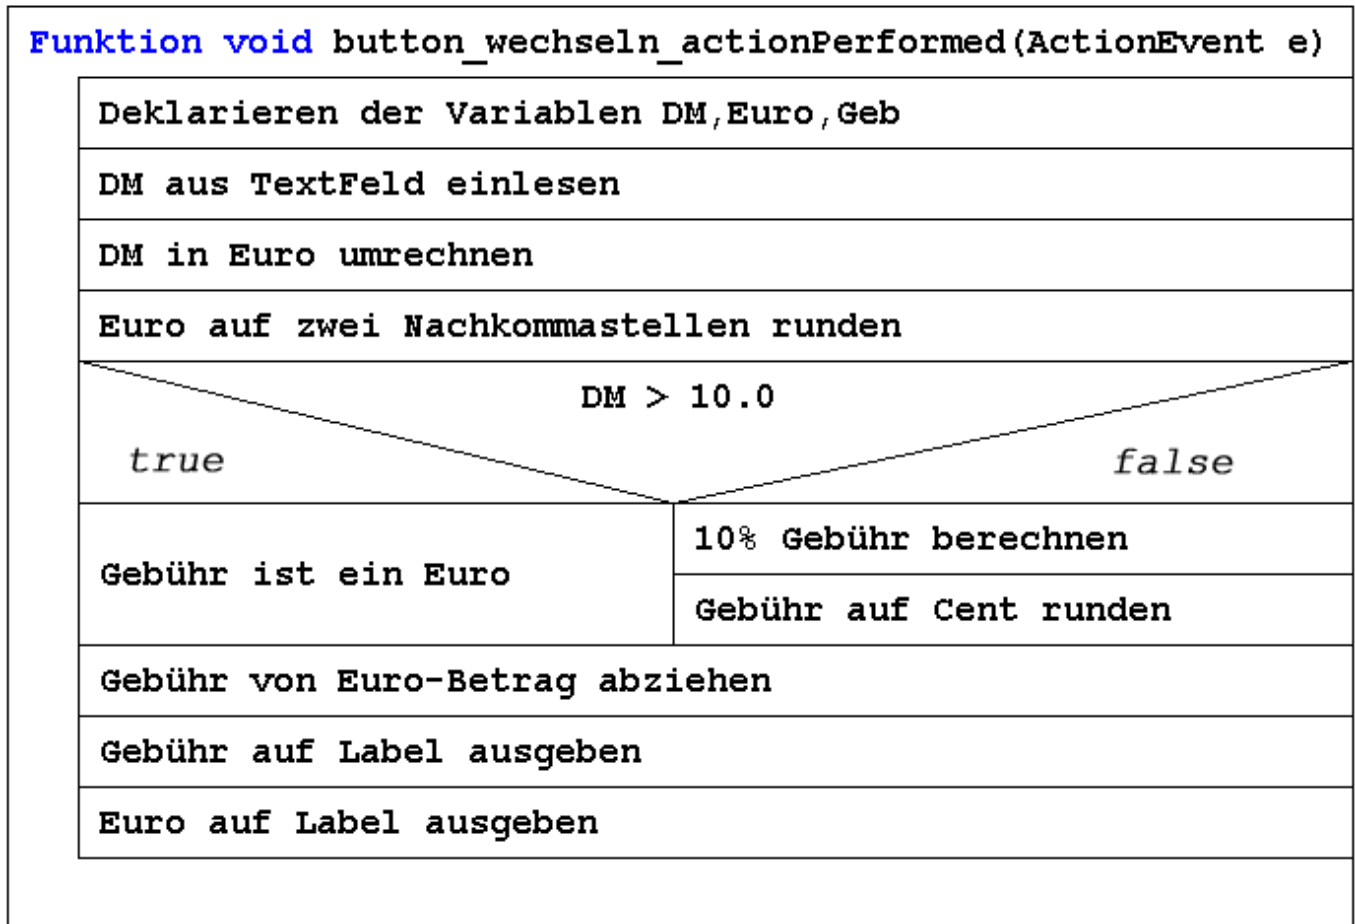 Funktion void button_wechseln_actionPerformed(ActionEvent e)
Deklarieren der Variablen DM,Euro,Geb
DM aus TextFeld einlesen
DM in Euro umrechnen
Euro auf zwei Nachkommastellen runden
DM > 10.0
true
false
Gebühr ist ein Euro
10% Gebühr berechnen
Gebühr auf Cent runden
Gebühr von Euro-Betrag abziehen
Gebühr auf Label ausgeben
Euro auf Label ausgeben